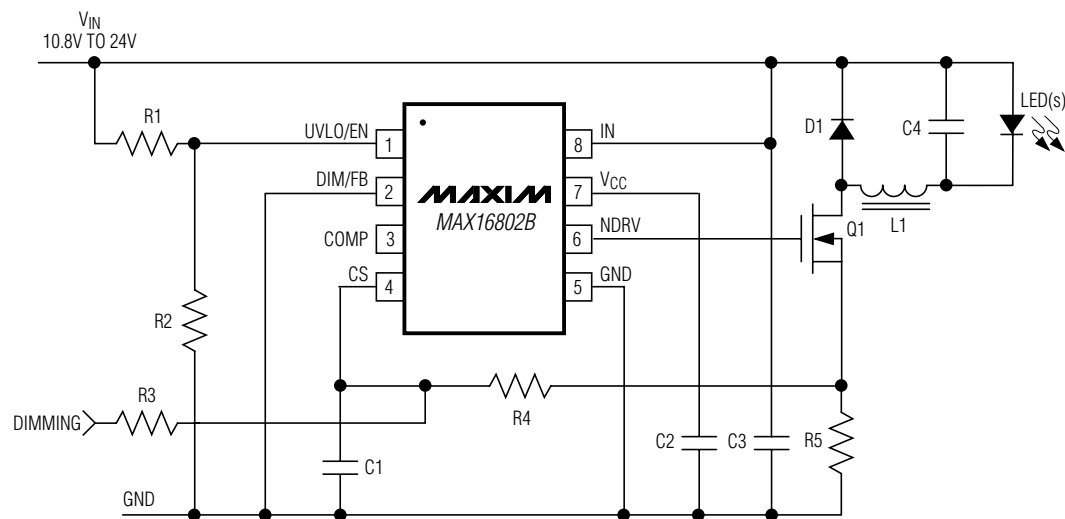 VIN
10.8V TO 24V
R1
UVLO/EN
1
IN
8
D1
C4
LED(s)
DIM/FB
2
MAXIM
MAX16802B
VCC
7
COMP
3
NDRV
6
Q1
L1
CS
4
GND
5
R2
R3
DIMMING
R4
C1
C2
C3
R5
GND